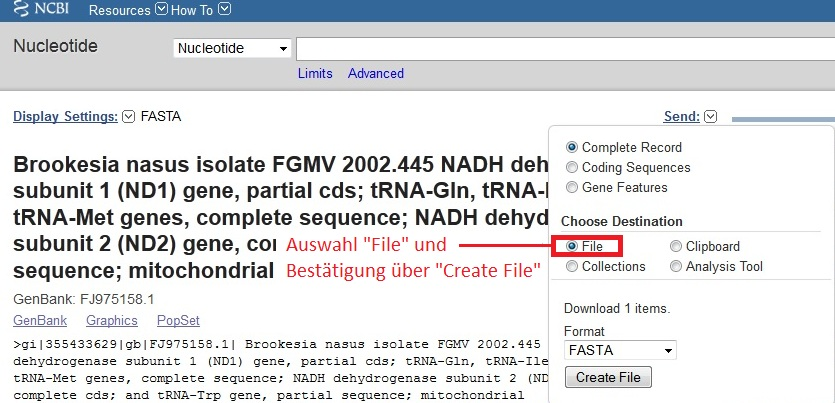 NCBI Resources How To
Nucleotide Nucleotide
Limits Advanced
Display Settings: FASTA Send:
Brookesia nasus isolate FGMV 2002.445 NADH deh
subunit 1 (ND1) gene, partial cds; tRNA-Gln, tRNA-
tRNA-Met genes, complete sequence; NADH dehyd
subunit 2 (ND2) gene, co
sequence; mitochondrial
Auswahl "File" und
Bestätigung über "Create File"
GenBank: FJ975158.1
GenBank Graphics PopSet
>gi|355433629|gb|FJ975158.1| Brookesia nasus isolate FGMV 2002.445
dehydrogenase subunit 1 (ND1) gene, partial cds; tRNA-Gln, tRNA-Ile
tRNA-Met genes, complete sequence; NADH dehydrogenase subunit 2 (ND
complete cds; and tRNA-Trp gene, partial sequence; mitochondrial
Complete Record
Coding Sequences
Gene Features
Choose Destination
File Clipboard
Collections Analysis Tool
Download 1 items.
Format
FASTA
Create File